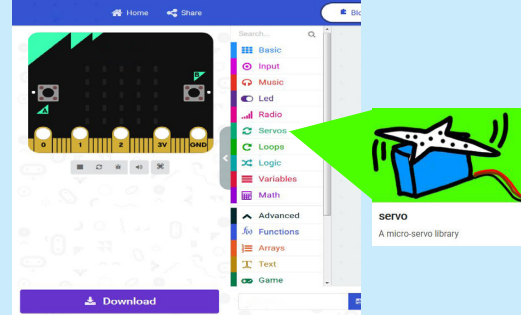 Home
Share
Blo
Search...
Basic
Input
Music
Led
Radio
Servos
Loops
Logic
Variables
Math
Advanced
Functions
Arrays
Text
Game
B
A
0 1 2 3V GND
Download
servo
A micro-servo library